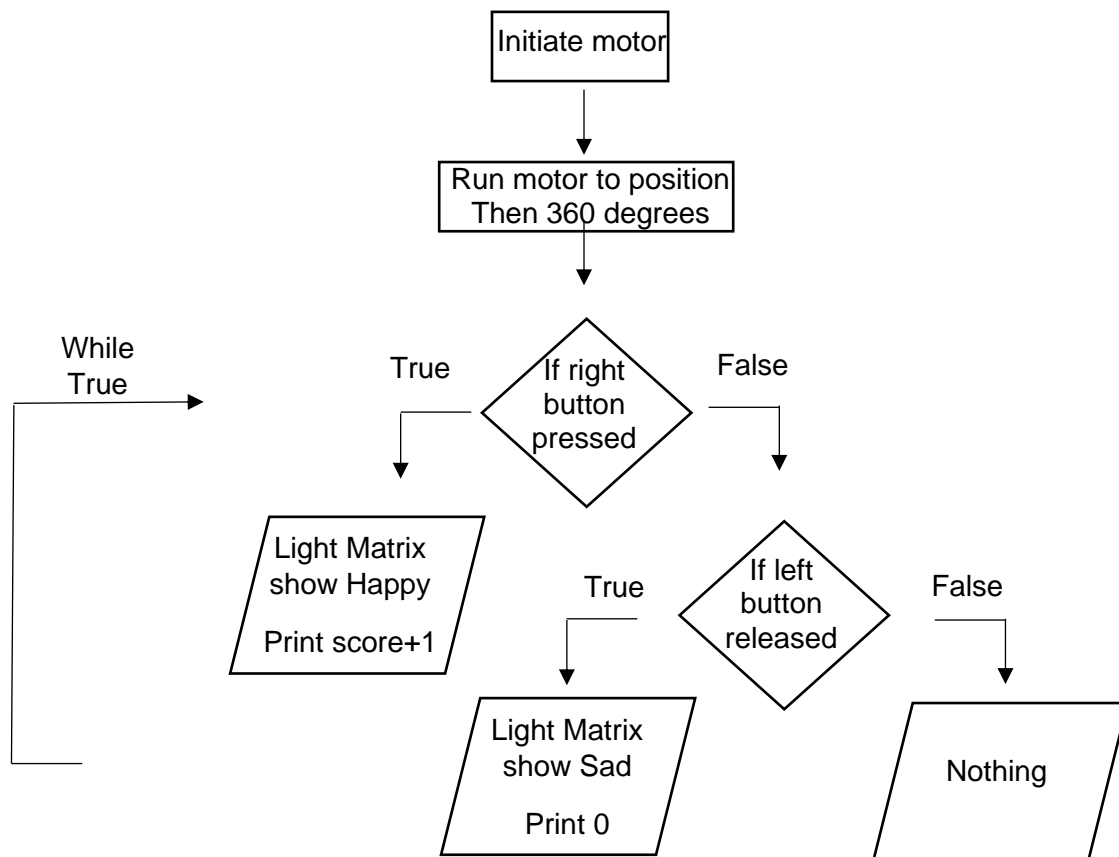 Initiate motor
Run motor to position
Then 360 degrees
While
True
True
If right
button
pressed
False
Light Matrix
show Happy
Print score+1
True
If left
button
released
False
Light Matrix
show Sad
Print 0
Nothing